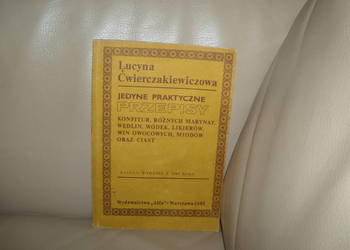 Lucyna
Ćwierczakiewiczowa
JEDYNE PRAKTYCZNE
PRZEPISY
KONFITUR, RÓŻNYCH MARYNAT,
WĘDLIN, WÓDEK, LIKIERÓW,
WIN OWOCOWYCH, MIODÓW
ORAZ CIAST
Wydawnictwo „Alfa” • Warszawa 1985